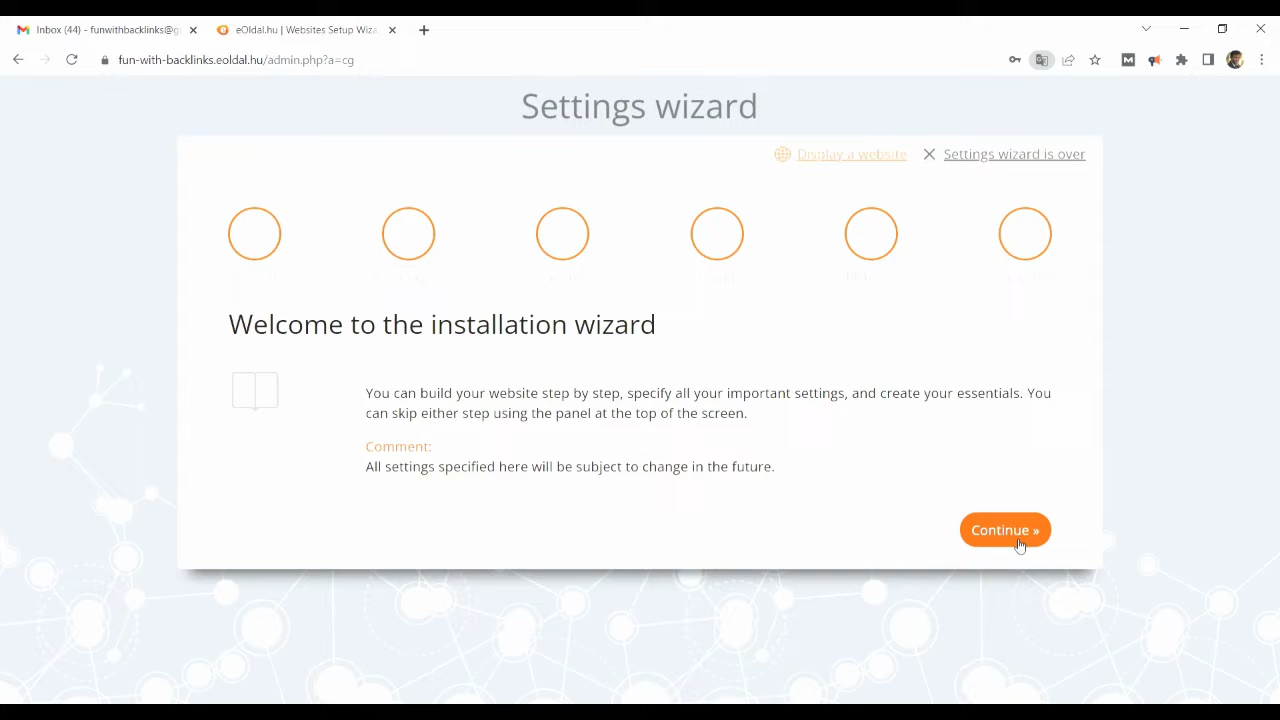 Inbox (44) - funwithbacklinks@g
eOldal.hu | Websites Setup Wiza
fun-with-backlinks.eoldal.hu/admin.php?a=cg
Settings wizard
Display a website
Settings wizard is over
Welcome to the installation wizard
You can build your website step by step, specify all your important settings, and create your essentials. You
can skip either step using the panel at the top of the screen.
Comment:
All settings specified here will be subject to change in the future.
Continue »